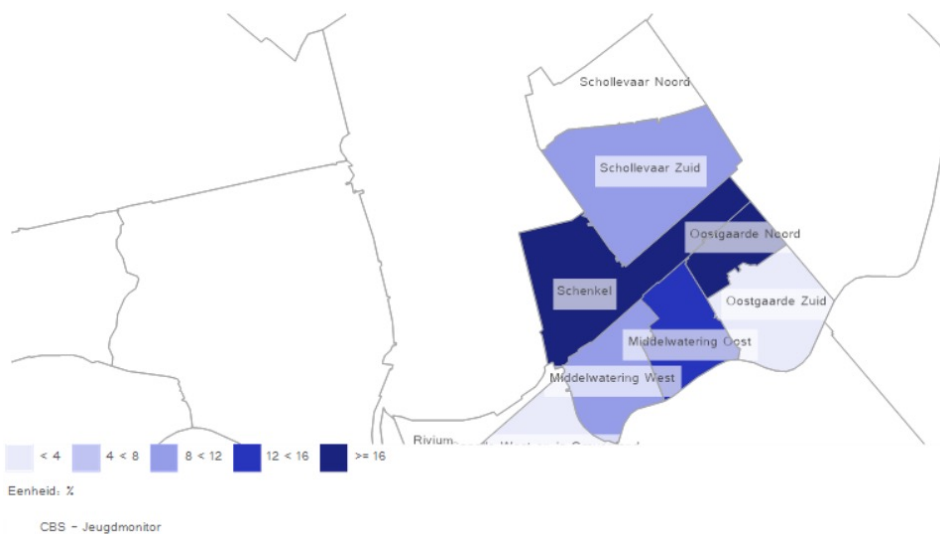 Schollevaar Noord
Schollevaar Zuid
Oostgaarde Noord
Schenkel
Oostgaarde Zuid
Middelwatering Oost
Middelwatering West
Rivium
< 4
4 < 8
8 < 12
12 < 16
>= 16
Eenheid: %
CBS - Jeugdmonitor